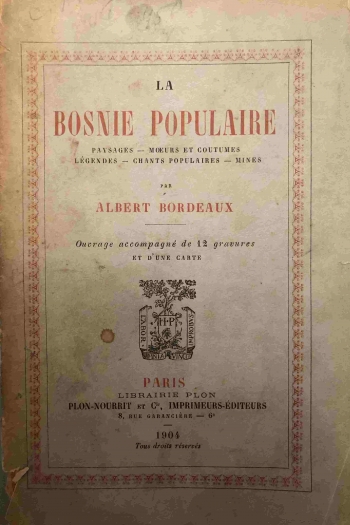 LA
BOSNIE POPULAIRE
PAYSAGES — MŒURS ET COUTUMES
LÉGENDES — CHANTS POPULAIRES — MINES
PAR
ALBERT BORDEAUX
Ouvrage accompagné de 12 gravures
ET D'UNE CARTE
LABOR H·P IMPROBUS
PARIS
LIBRAIRIE PLON
PLON-NOURRIT ET Cie, IMPRIMEURS-ÉDITEURS
8, RUE GARANCIÈRE — 6e
1904
Tous droits réservés